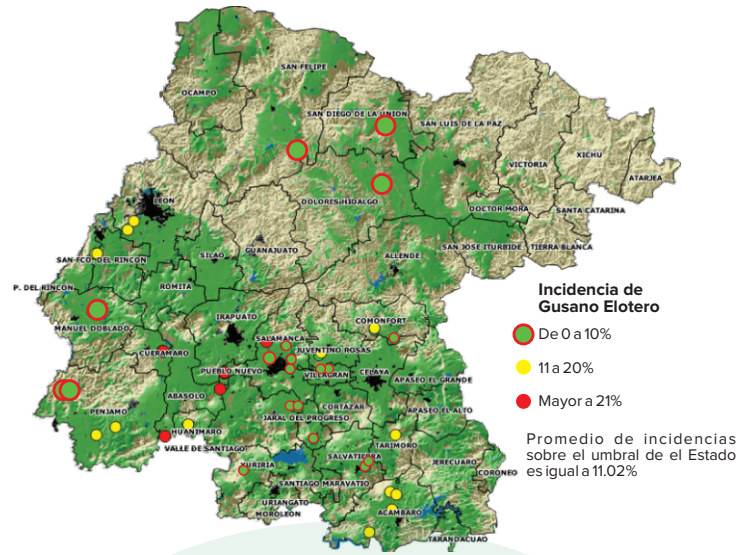 SAN FELIPE
OCAMPO
SAN DIEGO DE LA UNION
SAN LUIS DE LA PAZ
VICTORIA
XICHU
ATARJEA
LEON
DOLORES HIDALGO
DOCTOR MORA
SANTA CATARINA
GUANAJUATO
SAN JOSE ITURBIDE
TIERRA BLANCA
SILAO
ALLENDE
SAN FCO. DEL RINCON
P. DEL RINCON
ROMITA
MANUEL DOBLADO
IRAPUATO
COMONFORT
SALAMANCA
JUVENTINO ROSAS
CUERAMARO
PUEBLO NUEVO
VILLAGRAN
CELAYA
APASEO EL GRANDE
ABASOLO
PENJAMO
CORTAZAR
APASEO EL ALTO
JARAL DEL PROGRESO
HUANIMARO
VALLE DE SANTIAGO
TARIMORO
SALVATIERRA
JERECUARO
CORONEO
YURIRIA
SANTIAGO MARAVATIO
URIANGATO
MOROLEON
ACAMBARO
TARANDACUAO
Incidencia de
Gusano Elotero
De 0 a 10%
11 a 20%
Mayor a 21%
Promedio de incidencias
sobre el umbral de el Estado
es igual a 11.02%